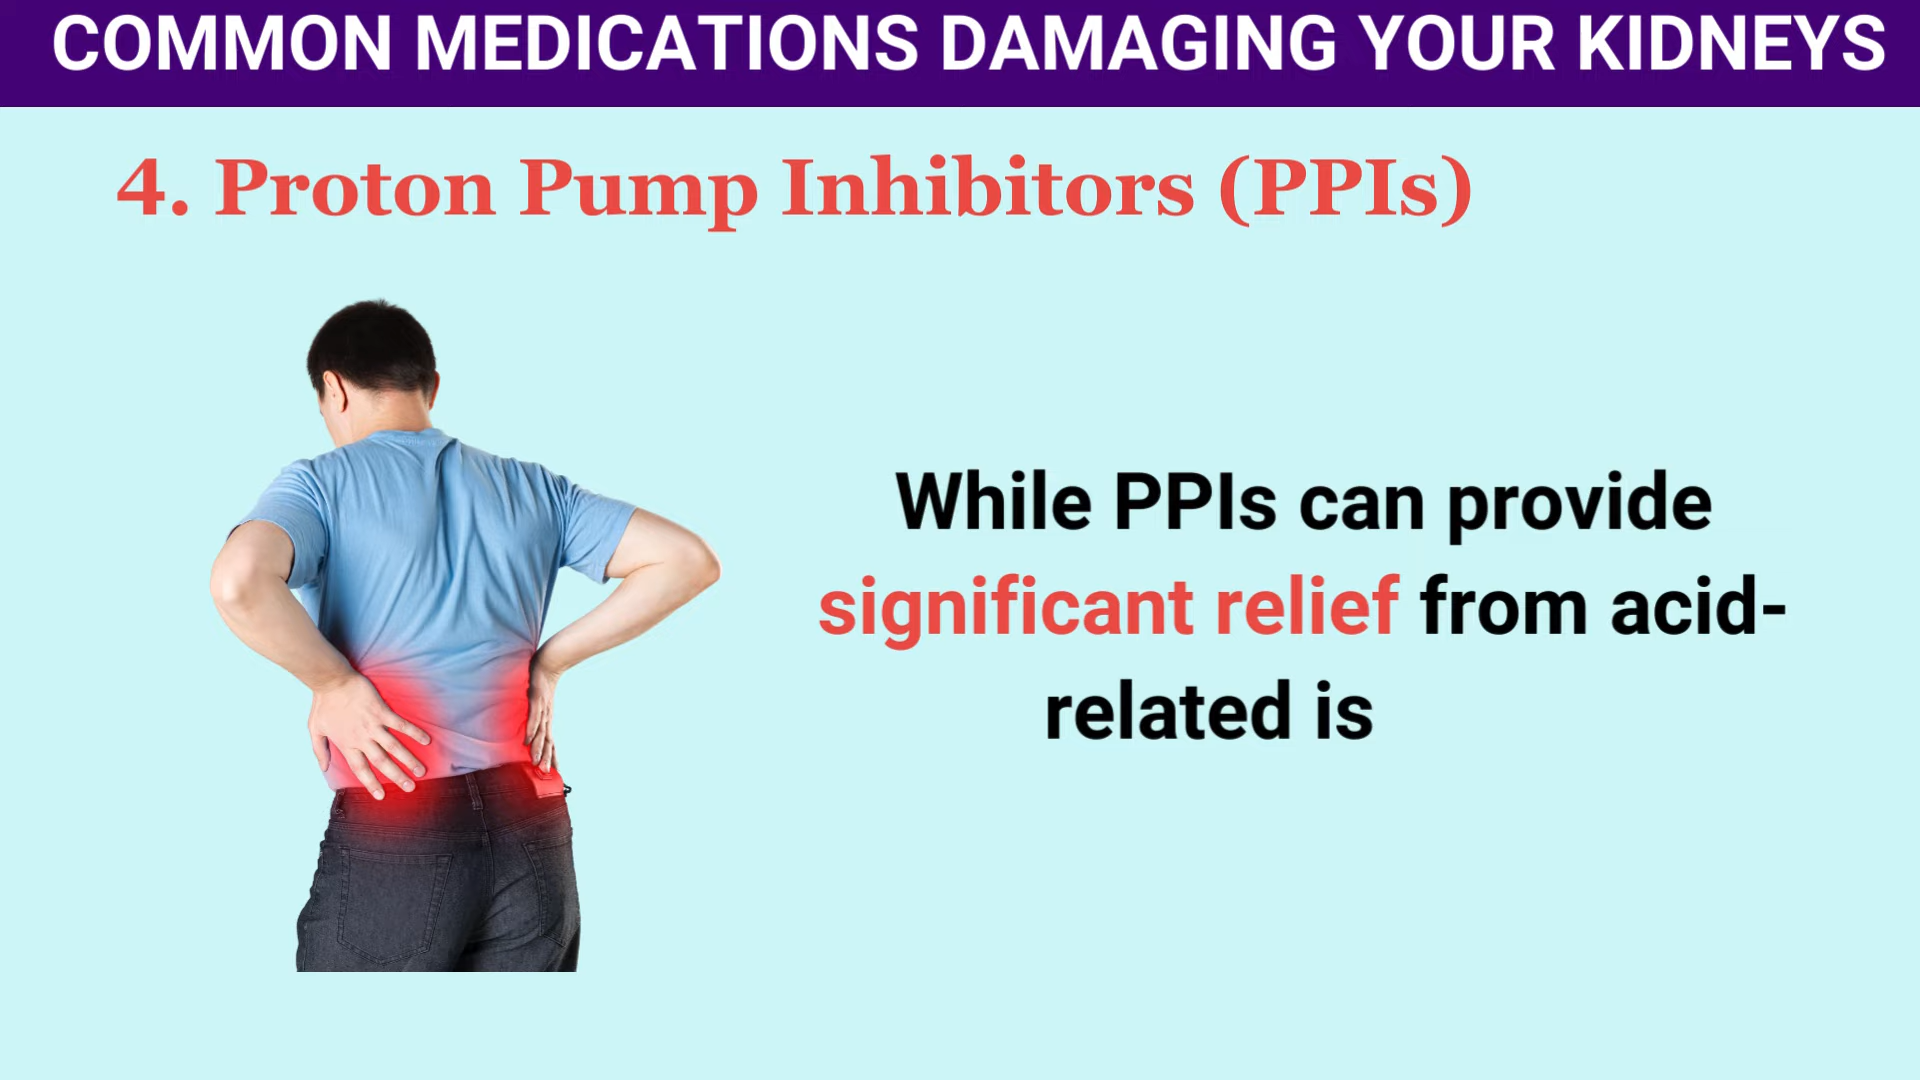 COMMON MEDICATIONS DAMAGING YOUR KIDNEYS
4. Proton Pump Inhibitors (PPIs)
While PPIs can provide
significant relief from acid-
related is